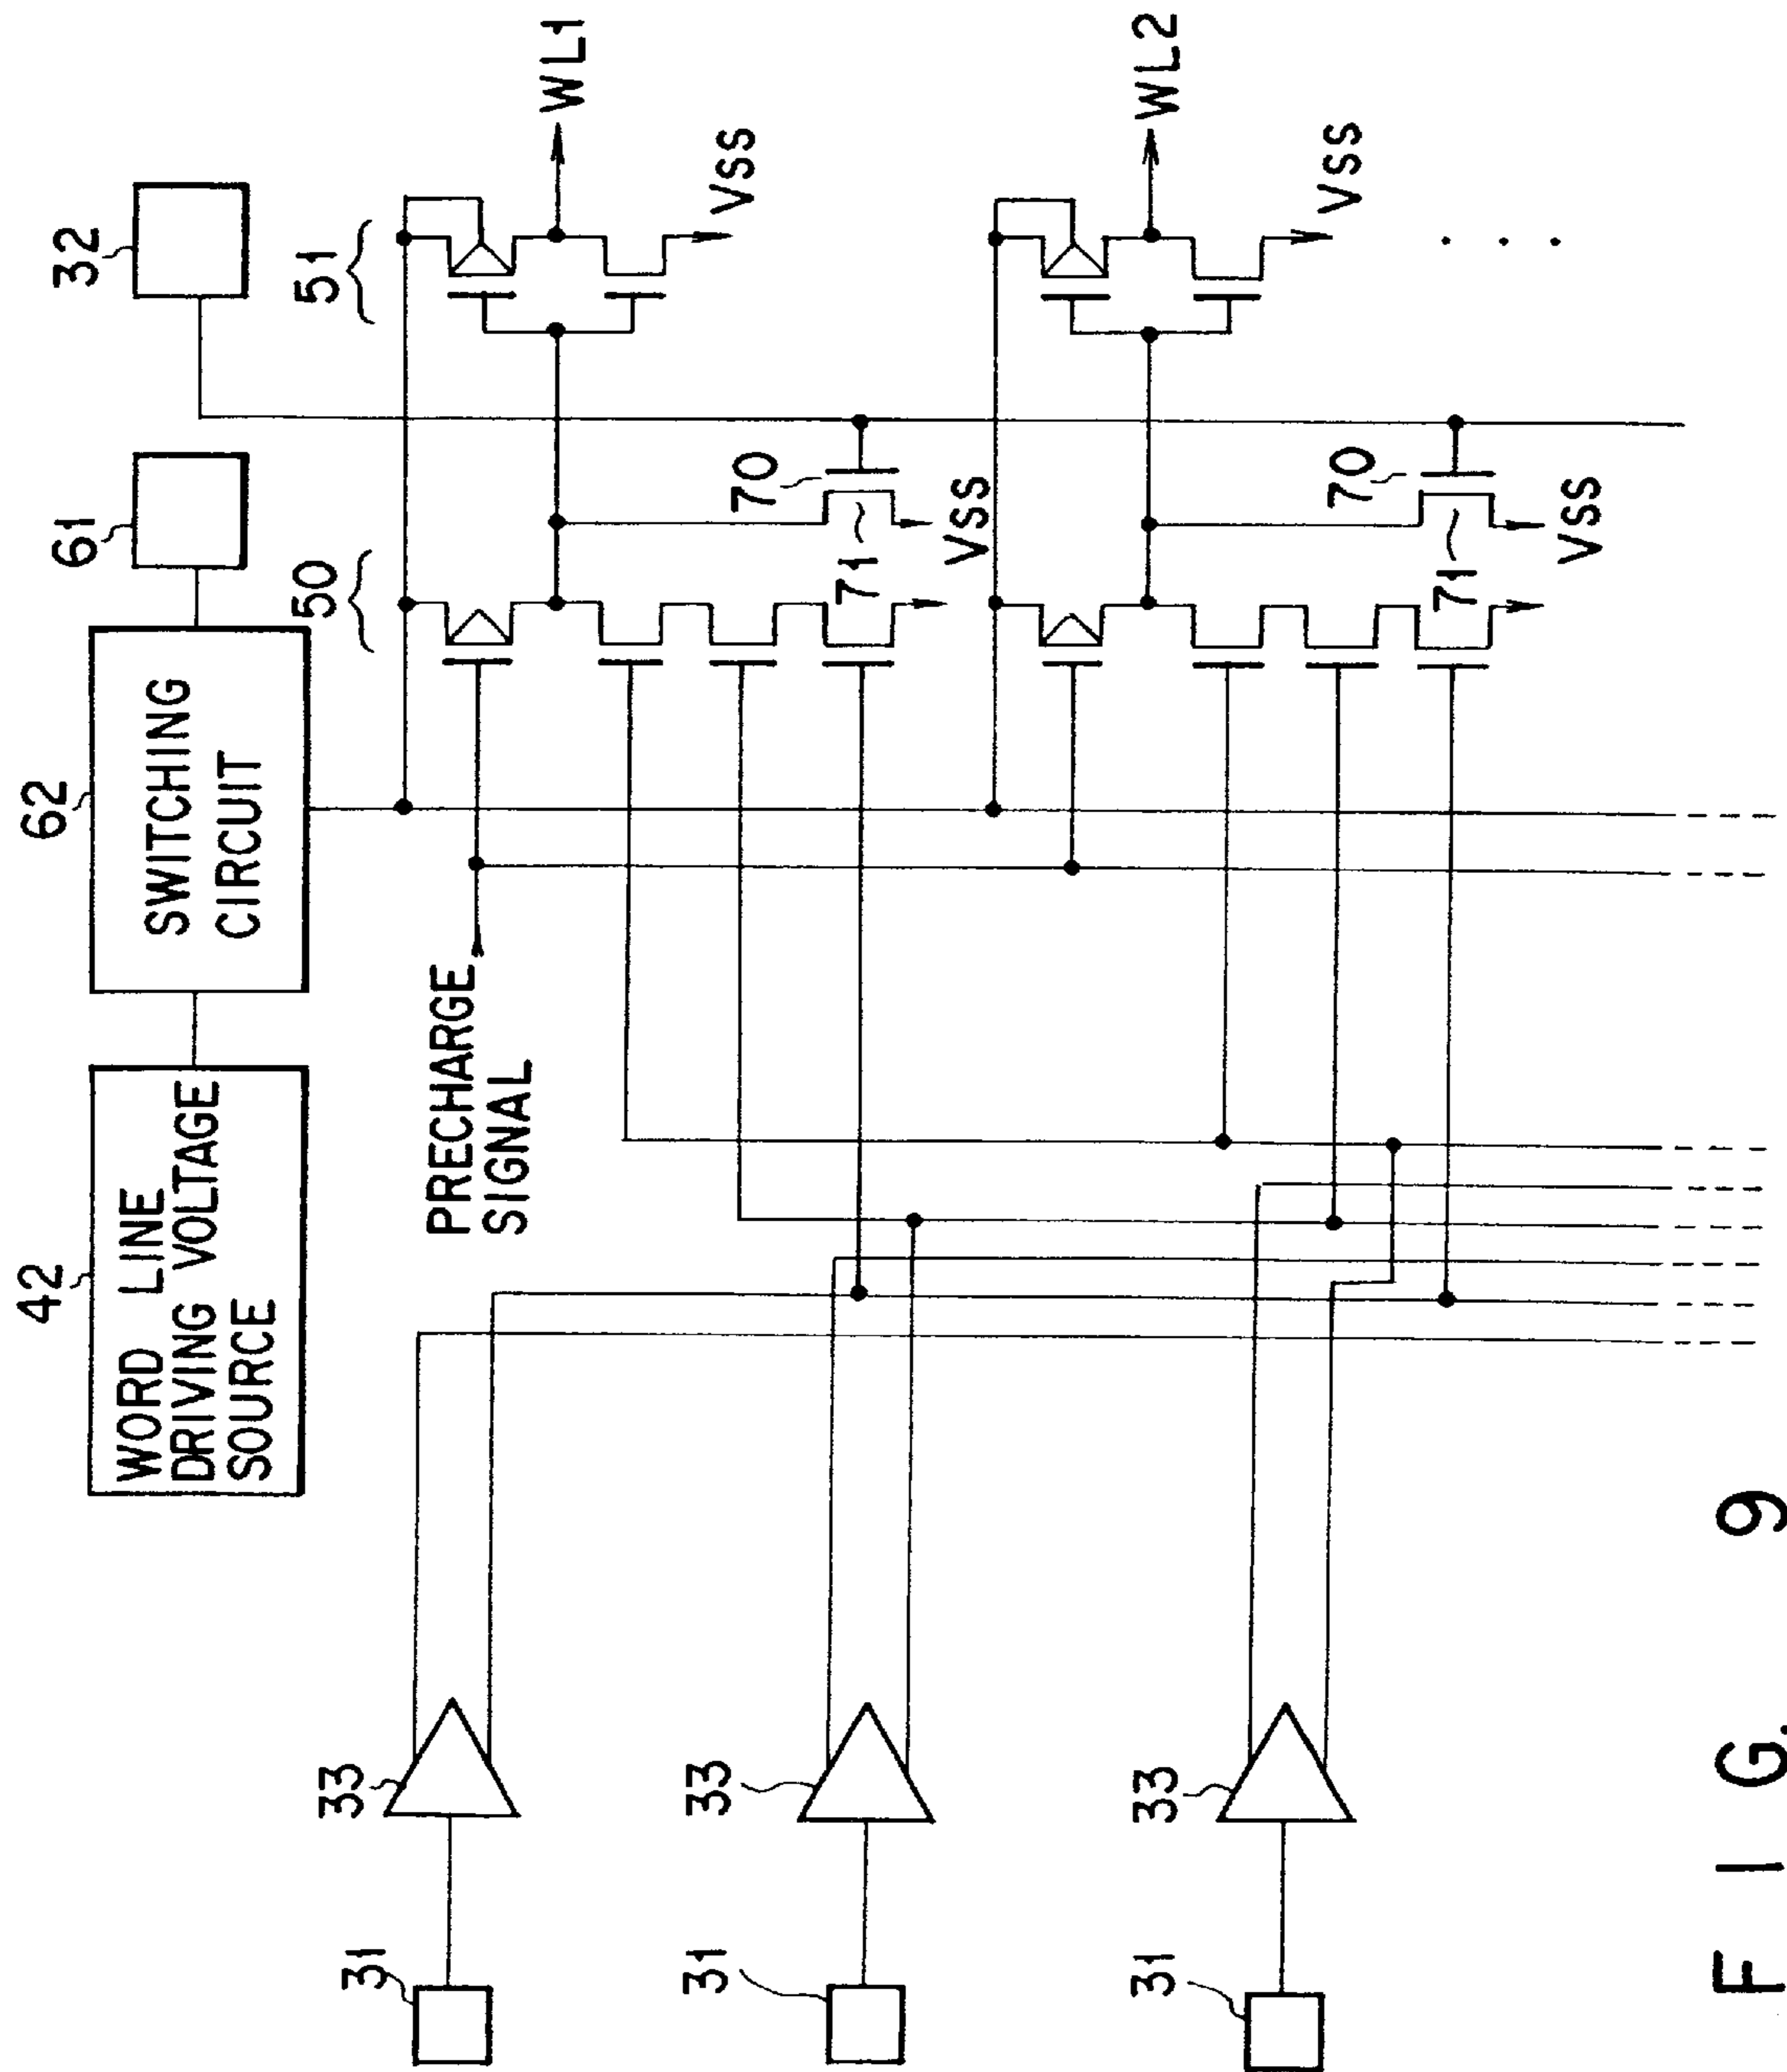 42
WORD LINE
DRIVING VOLTAGE
SOURCE
62
SWITCHING
CIRCUIT
61
32
50
51
WL1
VSS
PRECHARGE
SIGNAL
70
71
VSS
WL2
VSS
70
71
VSS
31
33
31
33
31
33
. . .
FIG. 9